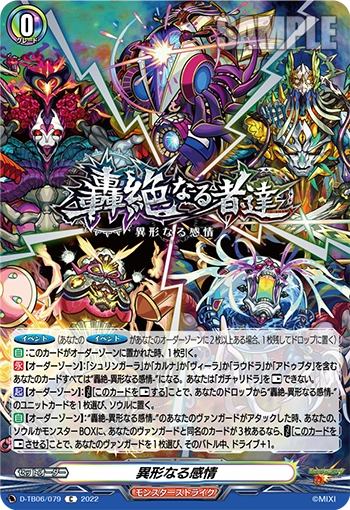 0
グレード
SAMPLE
轟絶なる者達
異形なる感情
イベント (あなたの イベント があなたのオーダーゾーンに2枚以上ある場合、1枚残してドロップに置く)
自:このカードがオーダーゾーンに置かれた時、1枚引く。
永【オーダーゾーン】:「シュリンガーラ」か「カルナ」か「ヴィーラ」か「ラウドラ」か「アドゥブタ」を含むあなたのカードすべては"轟絶-異形なる感情-"になる。あなたは「ガチャリドラ」をコールできない。
起【オーダーゾーン】:
することで、あなたのドロップから"轟絶-異形なる感情-"
のユニットカードを1枚選び、ソウルに置く。
自【オーダーゾーン】:"轟絶-異形なる感情-"のあなたのヴァンガードがアタックした時、あなたの、
ソウルかモンスターBOXに、あなたのヴァンガードと同名のカードが3枚あるなら、
させることで、あなたのヴァンガードを1枚選び、そのバトル中、ドライブ+1。
異形なる感情
D-TB06/079 C 2022
モンスターストライク
©MIXI